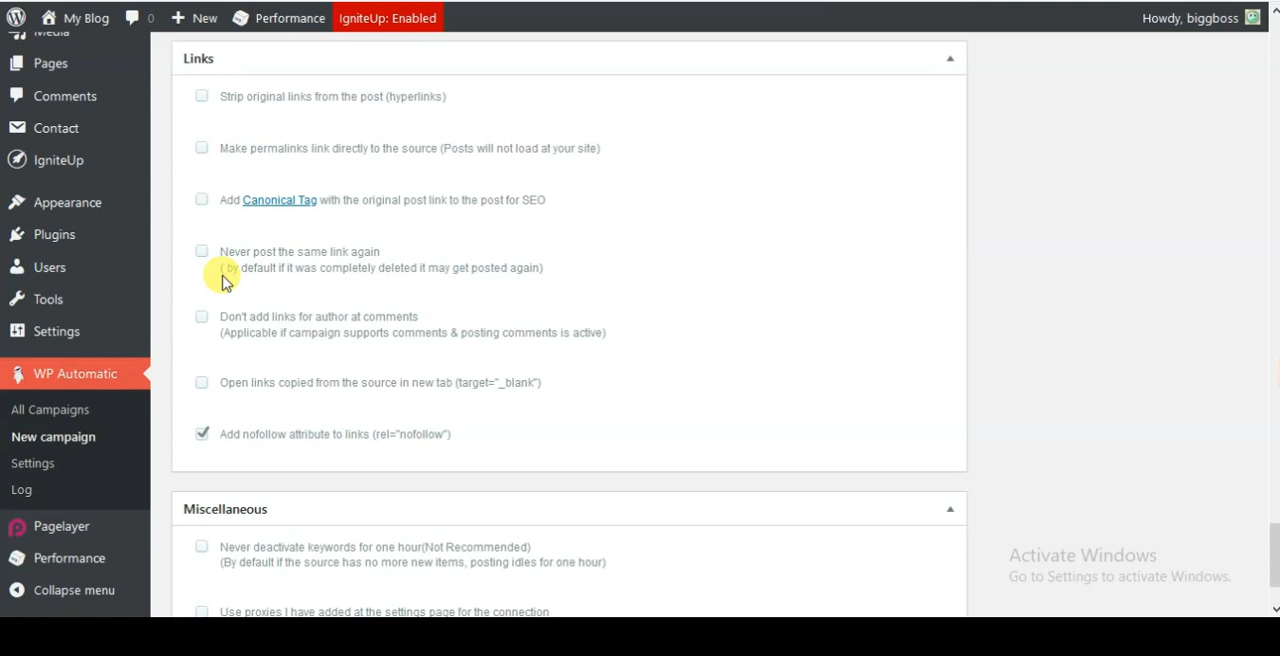 My Blog
0
New
Performance
IgniteUp: Enabled
Howdy, biggboss
Media
Pages
Comments
Contact
IgniteUp
Appearance
Plugins
Users
Tools
Settings
WP Automatic
All Campaigns
New campaign
Settings
Log
Pagelayer
Performance
Collapse menu
Links
Strip original links from the post (hyperlinks)
Make permalinks link directly to the source (Posts will not load at your site)
Add Canonical Tag with the original post link to the post for SEO
Never post the same link again
( by default if it was completely deleted it may get posted again)
Don't add links for author at comments
(Applicable if campaign supports comments & posting comments is active)
Open links copied from the source in new tab (target="_blank")
Add nofollow attribute to links (rel="nofollow")
Miscellaneous
Never deactivate keywords for one hour(Not Recommended)
(By default if the source has no more new items, posting idles for one hour)
Use proxies I have added at the settings page for the connection
Activate Windows
Go to Settings to activate Windows.